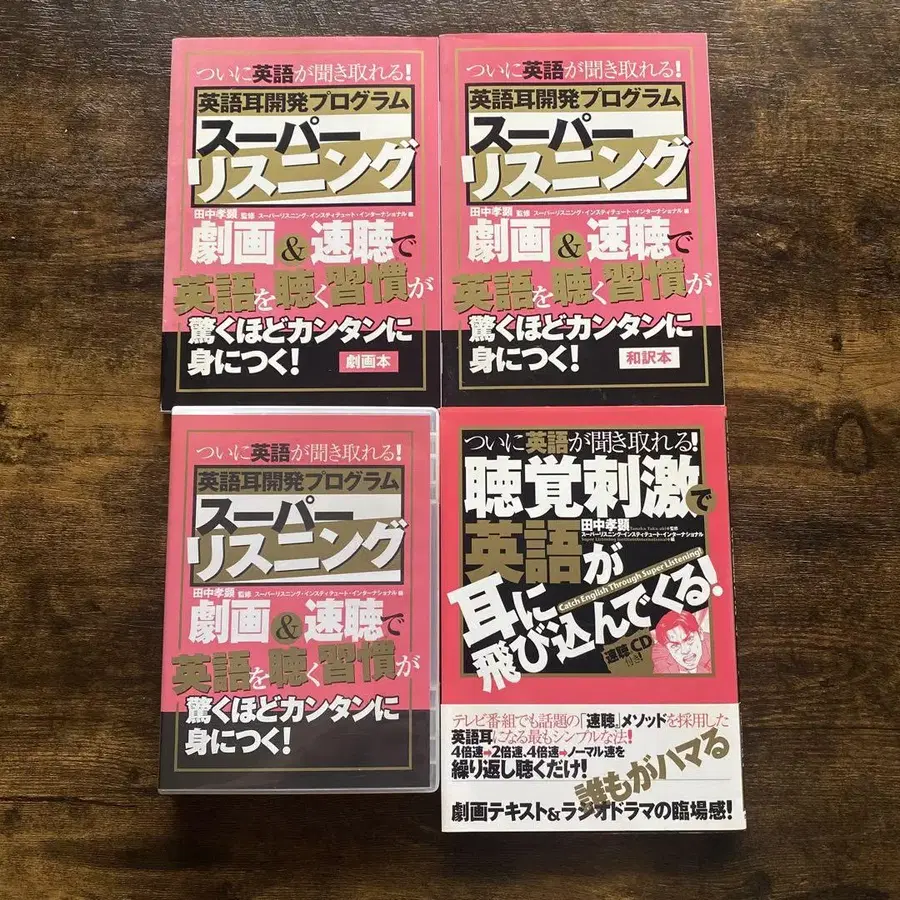 ついに英語が聞き取れる!
英語耳開発プログラム
スーパー
リスニング
田中孝顕 監修 スーパーリスニング・インスティテュート・インターナショナル 編
劇画&速聴で
英語を聴く習慣が
驚くほどカンタンに
身につく!
劇画本
ついに英語が聞き取れる!
英語耳開発プログラム
スーパー
リスニング
田中孝顕 監修 スーパーリスニング・インスティテュート・インターナショナル 編
劇画&速聴で
英語を聴く習慣が
驚くほどカンタンに
身につく!
和訳本
ついに英語が聞き取れる!
英語耳開発プログラム
スーパー
リスニング
田中孝顕 監修 スーパーリスニング・インスティテュート・インターナショナル 編
劇画&速聴で
英語を聴く習慣が
驚くほどカンタンに
身につく!
ついに英語が聞き取れる!
聴覚刺激で
英語が
田中孝顕 監修
スーパーリスニング・インスティテュート・インターナショナル
耳に
飛び込んでくる!
Catch English Through Super Listening!
速聴CD
付き!
テレビ番組でも話題の「速聴」メソッドを採用した
英語耳になる最もシンプルな法!
4倍速➡2倍速、4倍速➡ノーマル速を
繰り返し聴くだけ!
誰もがハマる
劇画テキスト&ラジオドラマの臨場感!